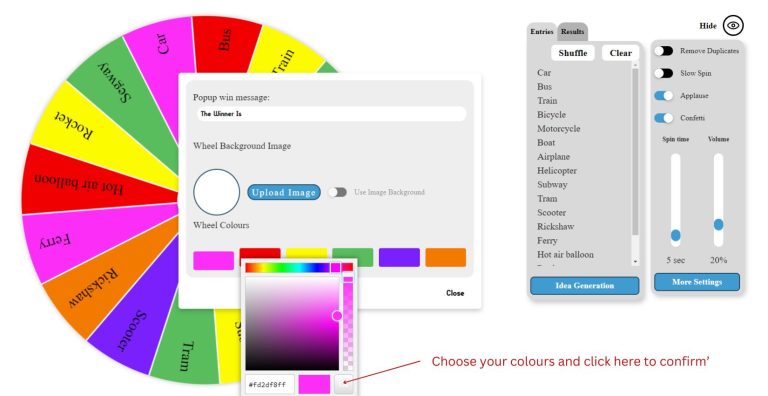 Car
Bus
Train
Segway
Rocket
Hot air balloon
Ferry
Rickshaw
Scooter
Tram
Popup win message:
The Winner Is
Wheel Background Image
Upload Image
Use Image Background
Wheel Colours
Close
#fd2df8ff
Choose your colours and click here to confirm’
Entries
Results
Shuffle
Clear
Car
Bus
Train
Bicycle
Motorcycle
Boat
Airplane
Helicopter
Subway
Tram
Scooter
Rickshaw
Ferry
Hot air balloon
Idea Generation
Hide
Remove Duplicates
Slow Spin
Applause
Confetti
Spin time
Volume
5 sec
20%
More Settings